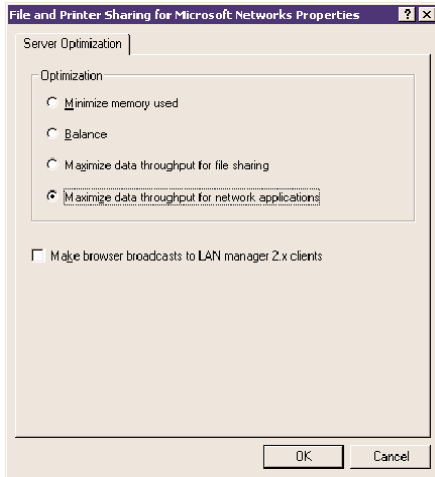 File and Printer Sharing for Microsoft Networks Properties
Server Optimization
Optimization
Minimize memory used
Balance
Maximize data throughput for file sharing
Maximize data throughput for network applications
Make browser broadcasts to LAN manager 2.x clients
OK Cancel